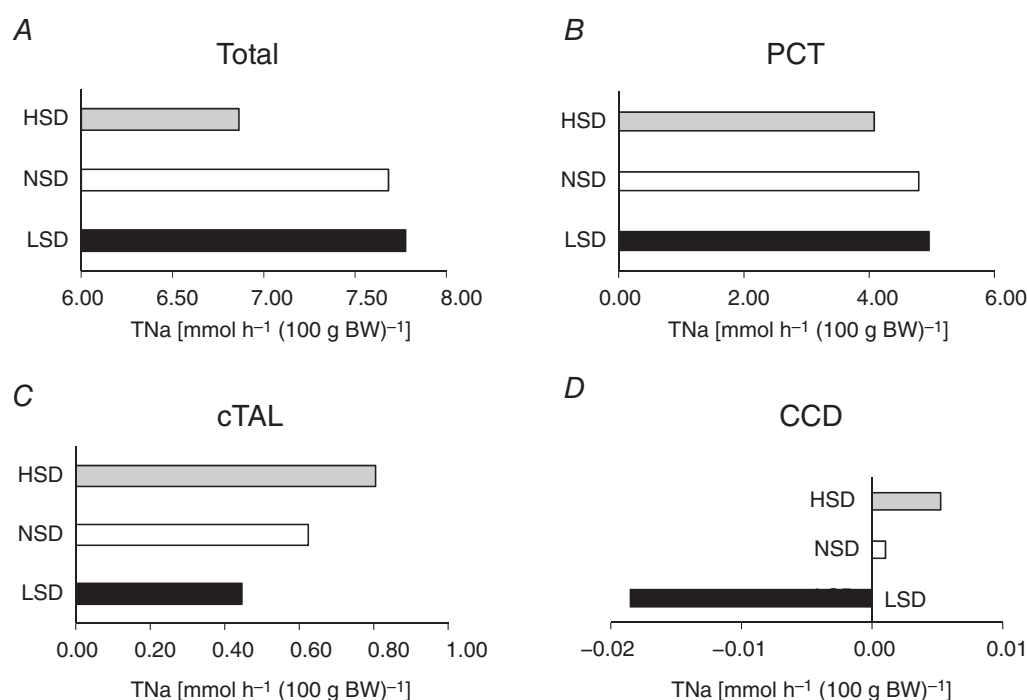 A
Total
HSD
NSD
LSD
6.00 6.50 7.00 7.50 8.00
TNa [mmol h⁻¹ (100 g BW)⁻¹]
B
PCT
HSD
NSD
LSD
0.00 2.00 4.00 6.00
TNa [mmol h⁻¹ (100 g BW)⁻¹]
C
cTAL
HSD
NSD
LSD
0.00 0.20 0.40 0.60 0.80 1.00
TNa [mmol h⁻¹ (100 g BW)⁻¹]
D
CCD
HSD
NSD
LSD
−0.02 −0.01 0.00 0.01
TNa [mmol h⁻¹ (100 g BW)⁻¹]